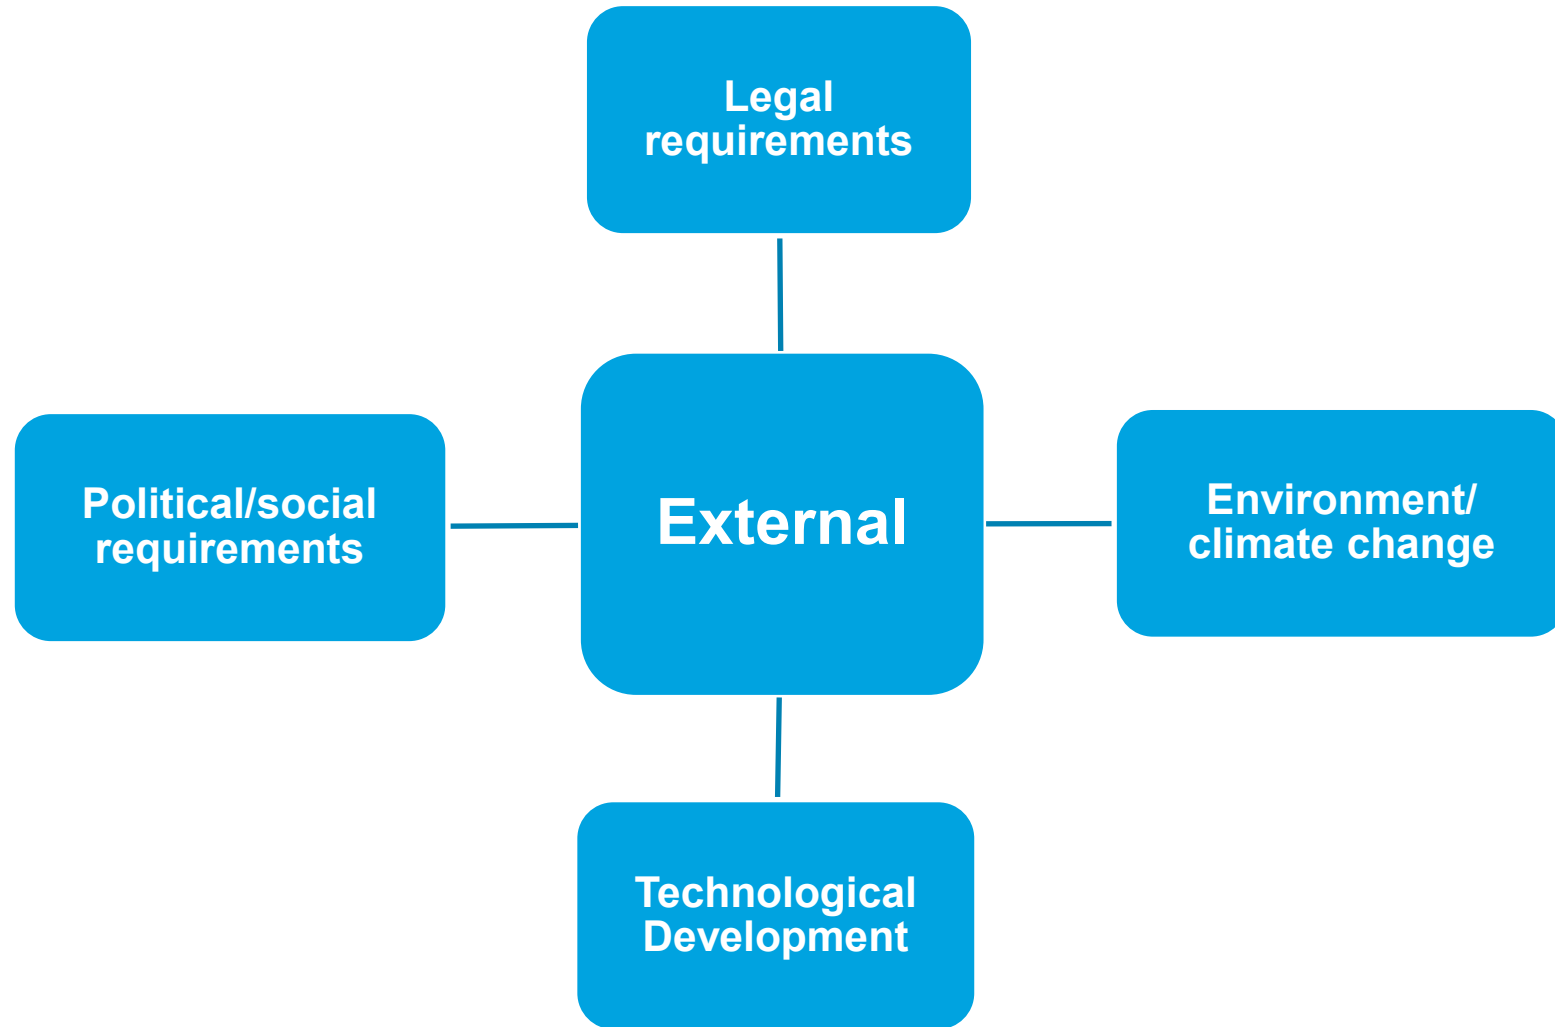 Legal
requirements
Political/social
requirements
External
Environment/
climate change
Technological
Development